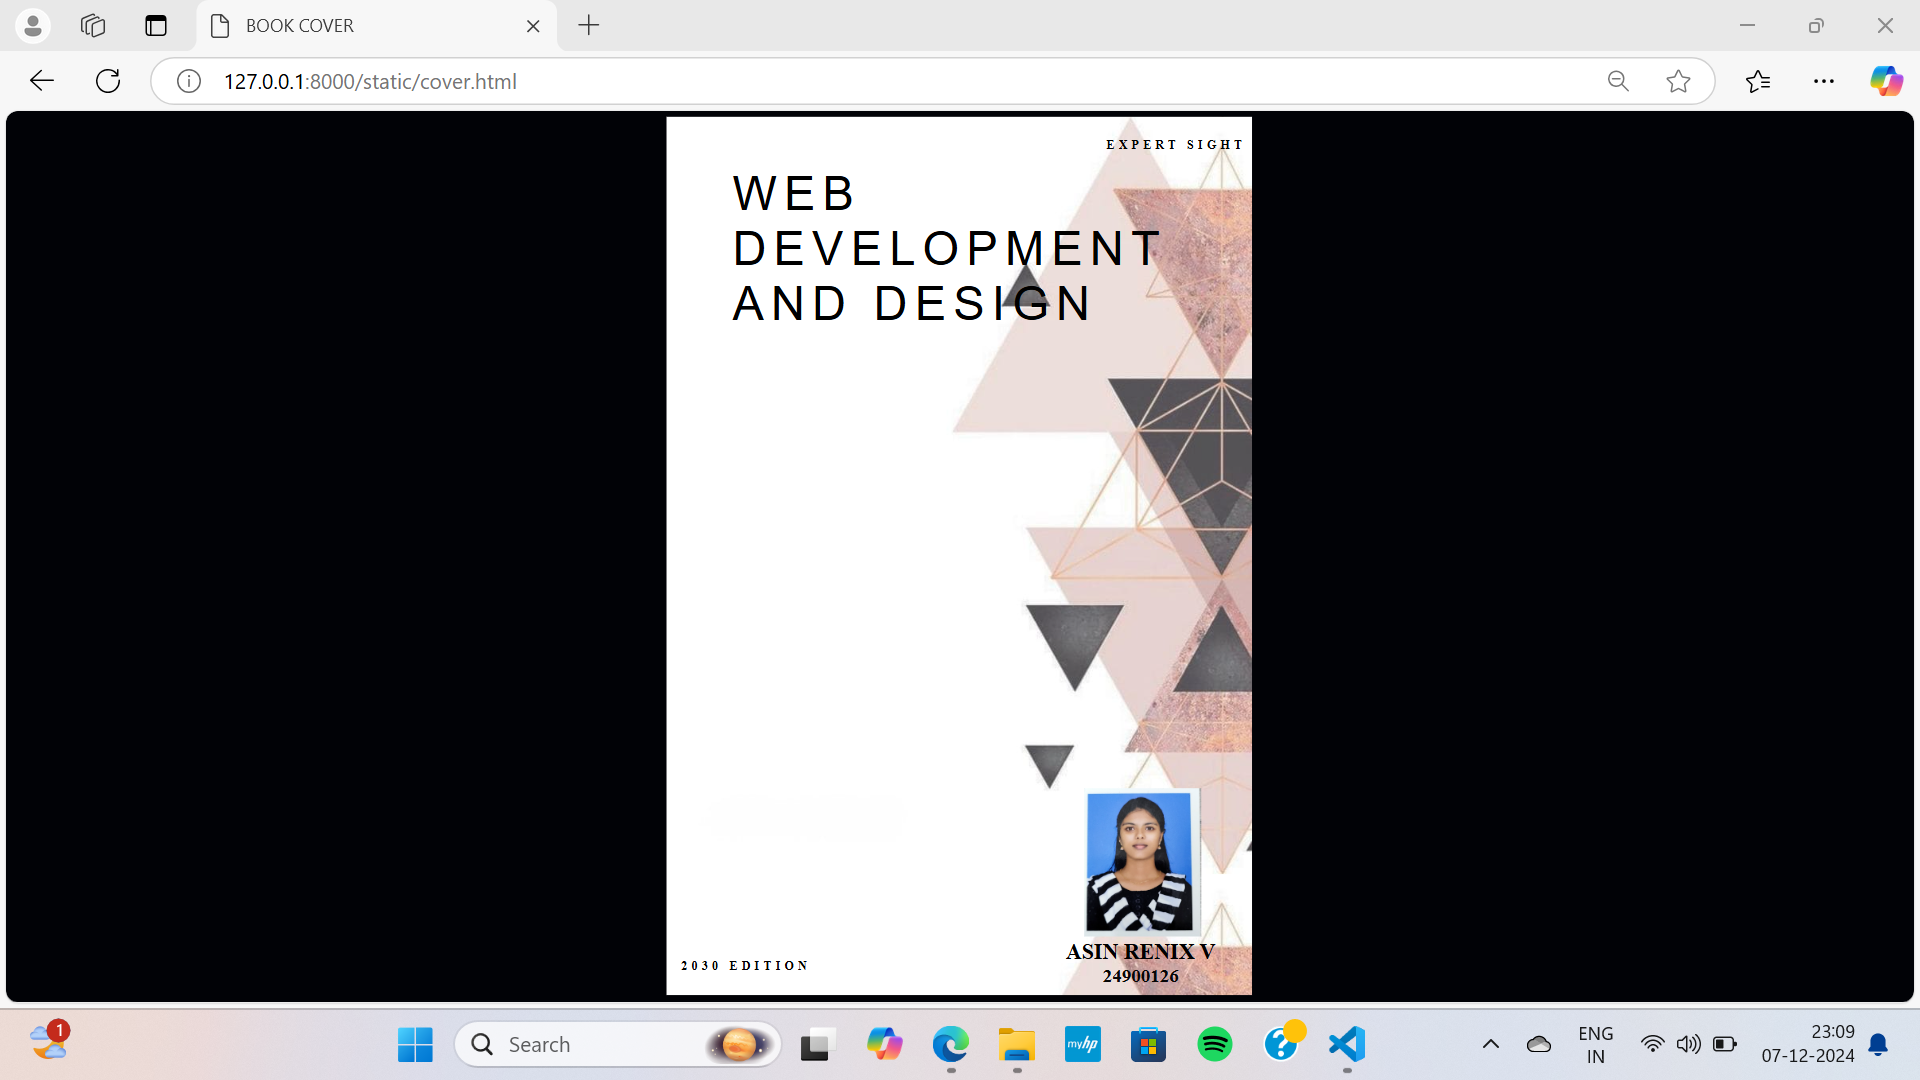 BOOK COVER
127.0.0.1:8000/static/cover.html
EXPERT SIGHT
WEB
DEVELOPMENT
AND DESIGN
ASIN RENIX V
24900126
2030 EDITION
1
Search
myhp
?
ENG
IN
23:09
07-12-2024